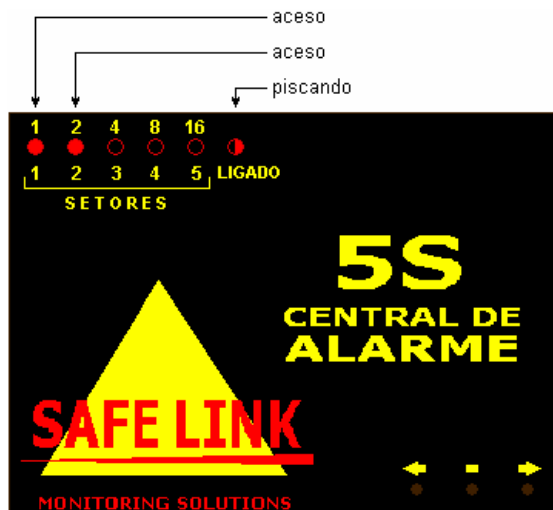 aceso
aceso
piscando
1 2 4 8 16
1 2 3 4 5 LIGADO
SETORES
5S
CENTRAL DE
ALARME
SAFE LINK
MONITORING SOLUTIONS